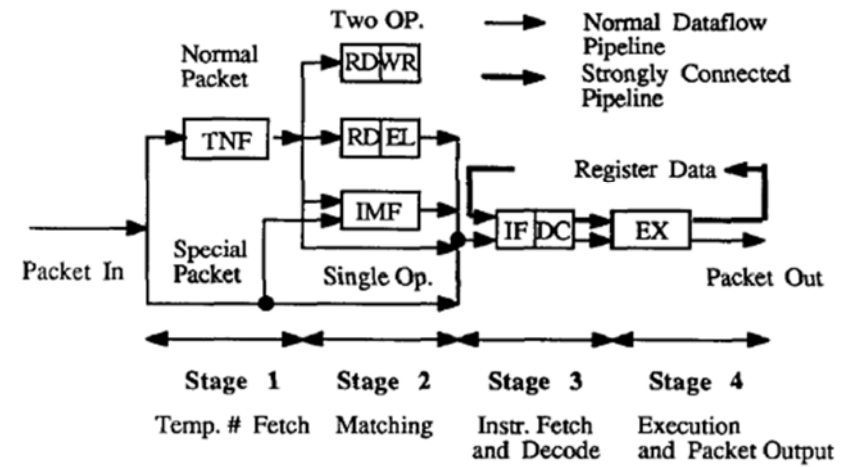 Two OP.
Normal
Packet
RD WR
Normal Dataflow
Pipeline
Strongly Connected
Pipeline
TNF
RD EL
IMF
Register Data
IF DC
EX
Packet In
Special
Packet
Single Op.
Packet Out
Stage 1
Stage 2
Stage 3
Stage 4
Temp. # Fetch
Matching
Instr. Fetch
and Decode
Execution
and Packet Output